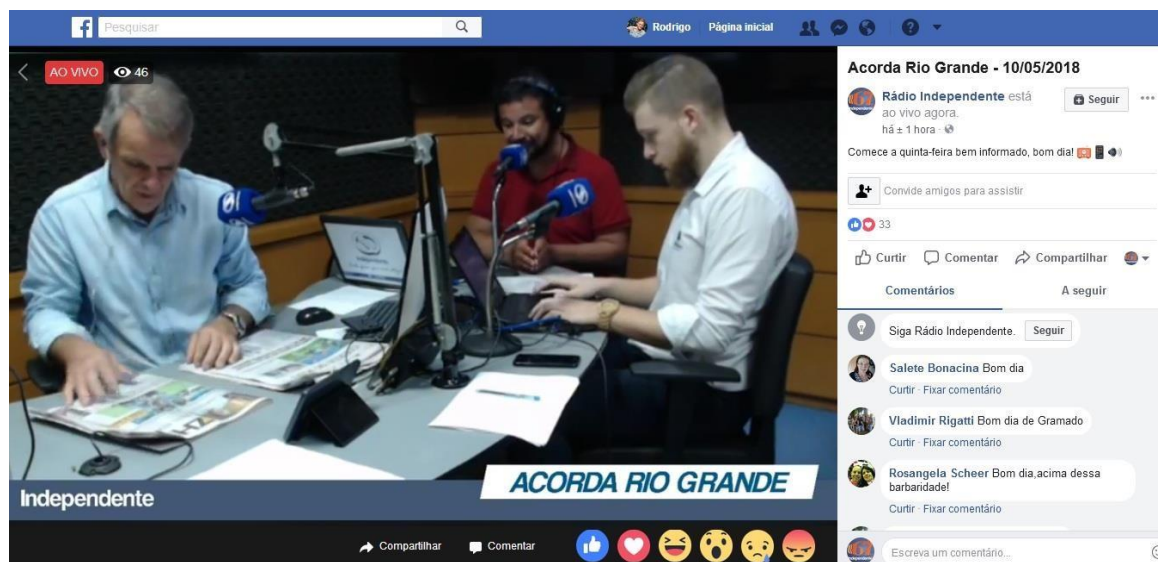 Pesquisar
Rodrigo
Página inicial
AO VIVO
46
Independente
ACORDA RIO GRANDE
Compartilhar
Comentar
Acorda Rio Grande - 10/05/2018
Rádio Independente está
ao vivo agora.
há ± 1 hora
Seguir
Comece a quinta-feira bem informado, bom dia!
Convide amigos para assistir
33
Curtir
Comentar
Compartilhar
Comentários
A seguir
Siga Rádio Independente.
Seguir
Salete Bonacina Bom dia
Curtir · Fixar comentário
Vladimir Rigatti Bom dia de Gramado
Curtir · Fixar comentário
Rosangela Scheer Bom dia,acima dessa
barbaridade!
Curtir · Fixar comentário
Escreva um comentário...